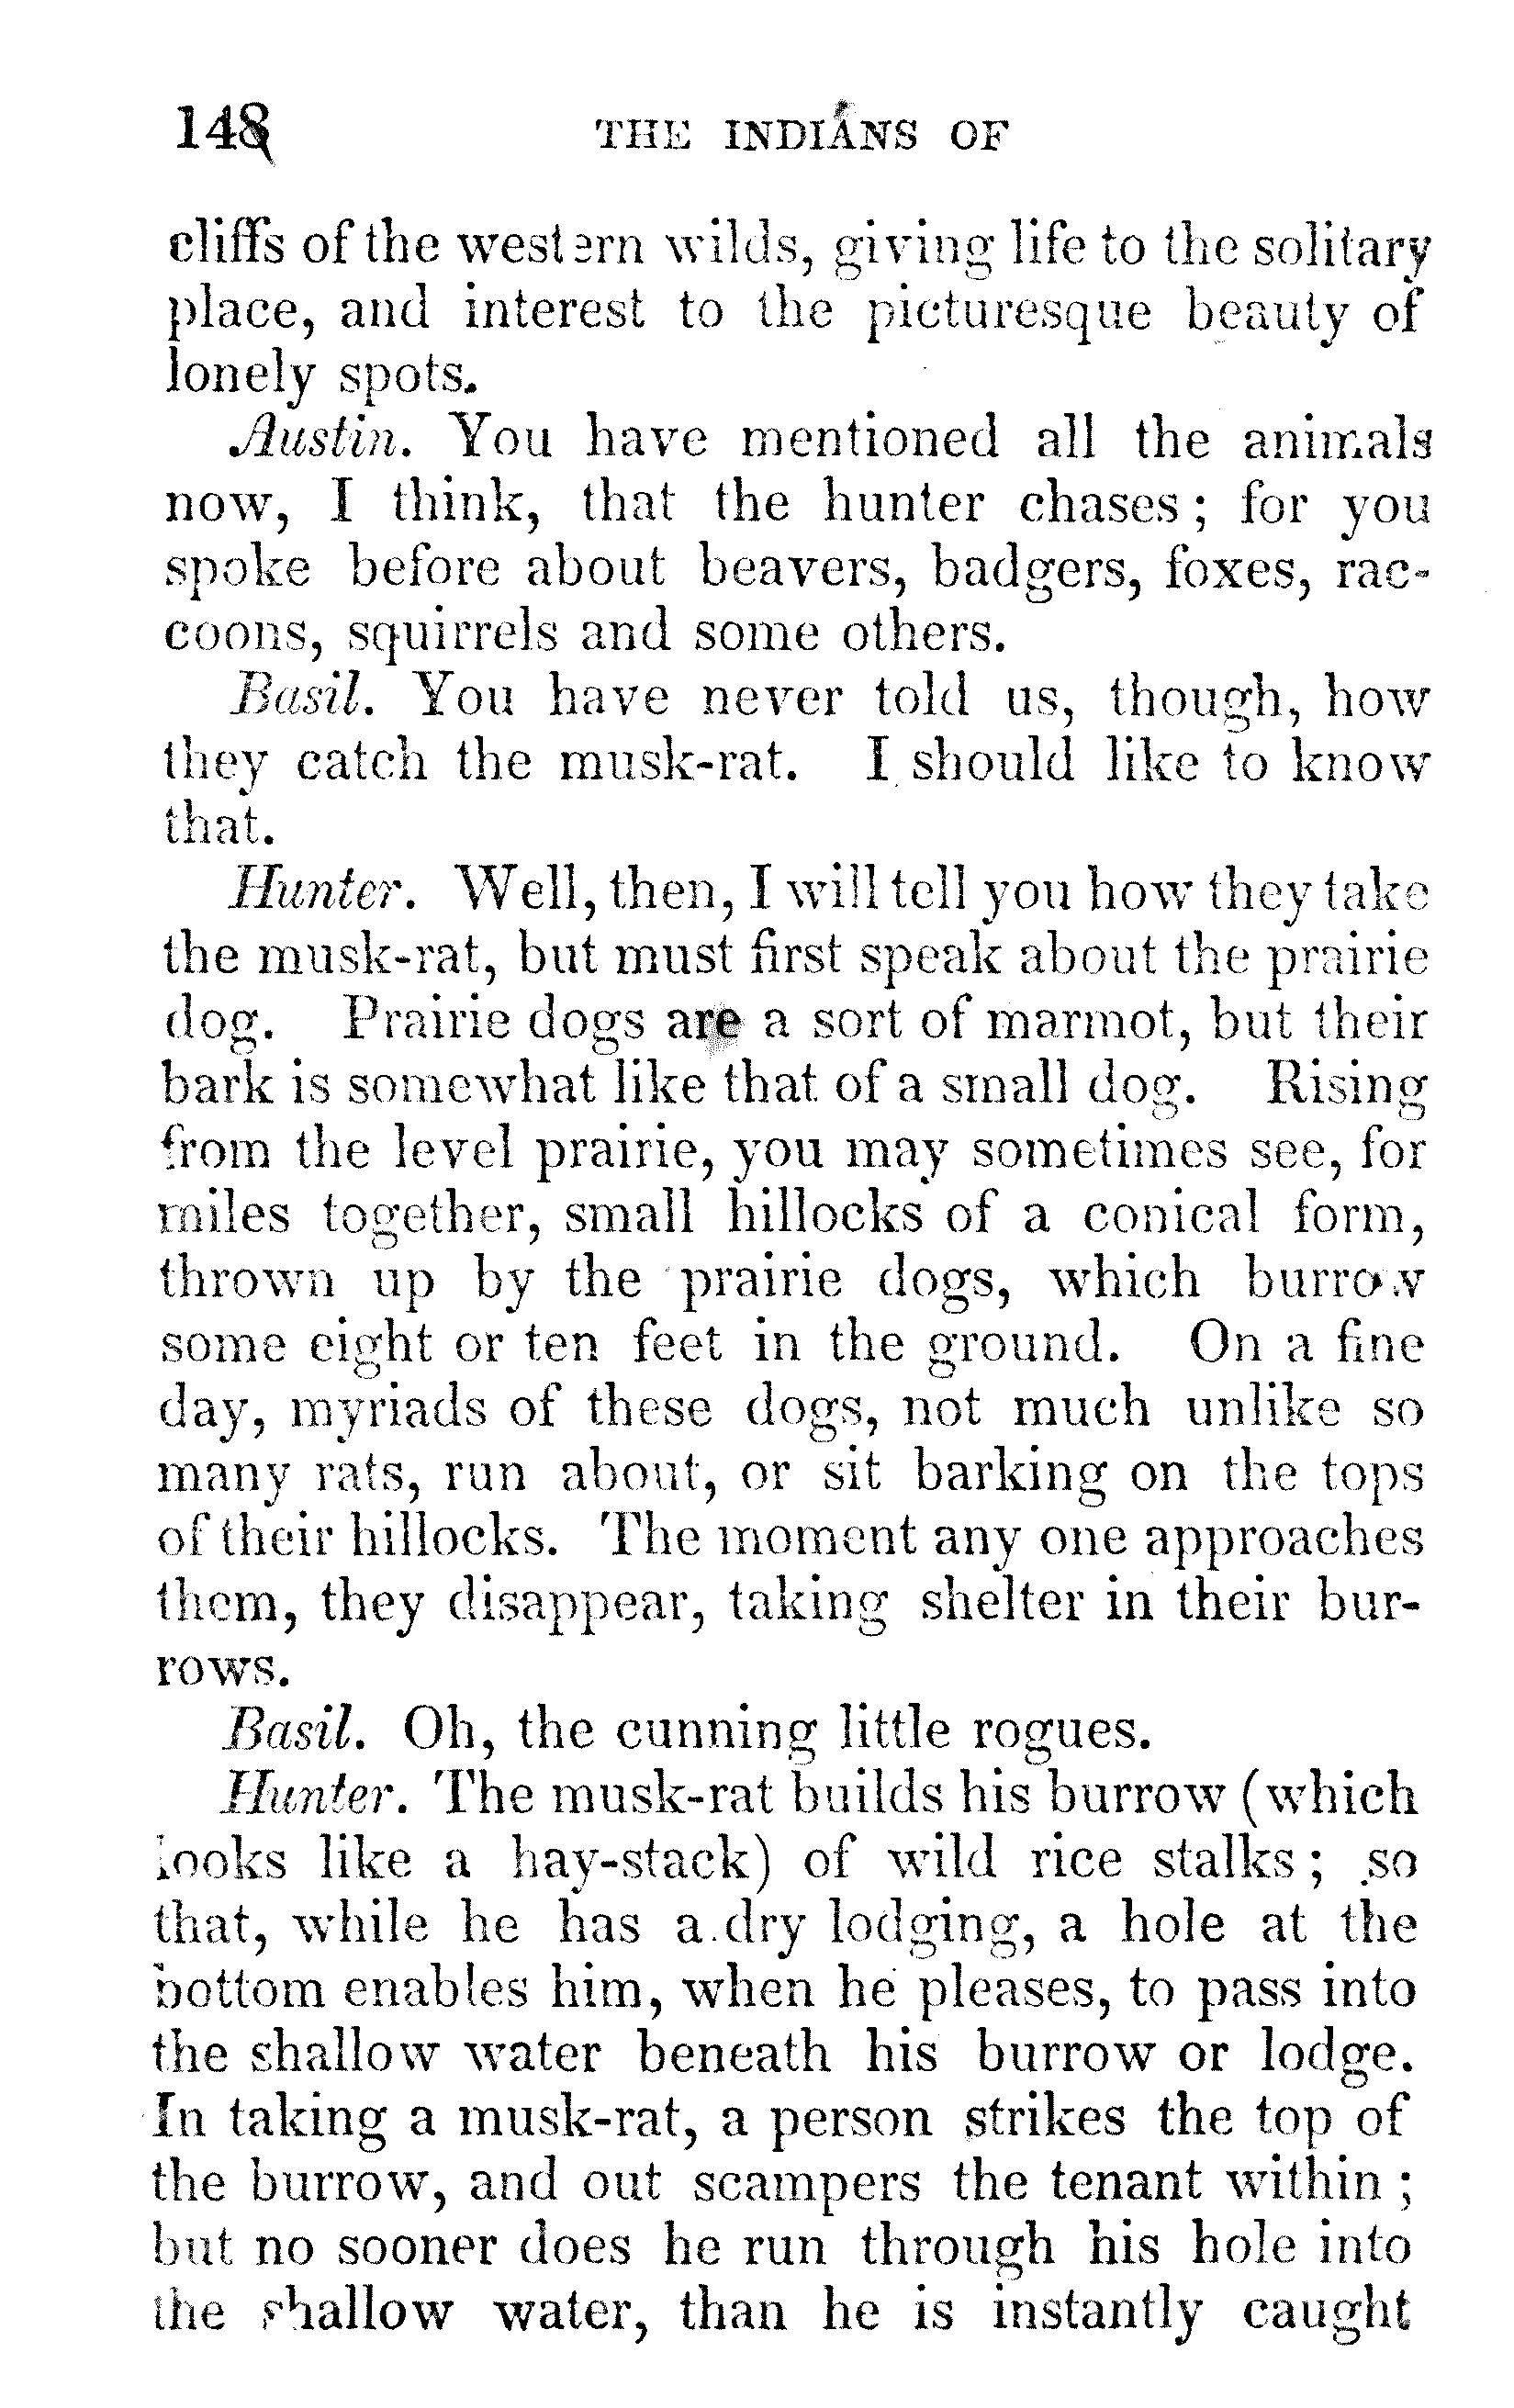 148 THE INDIANS OF
cliffs of the western wilds, giving life to the solitary
place, and interest to the picturesque beauty of
lonely spots.
Austin. You have mentioned all the animals
now, I think, that the hunter chases; for you
spoke before about beavers, badgers, foxes, rac-
coons, squirrels and some others.
Basil. You have never told us, though, how
they catch the musk-rat. I should like to know
that.
Hunter. Well, then, I will tell you how they take
the musk-rat, but must first speak about the prairie
dog. Prairie dogs are a sort of marmot, but their
bark is somewhat like that of a small dog. Rising
from the level prairie, you may sometimes see, for
miles together, small hillocks of a conical form,
thrown up by the prairie dogs, which burrow
some eight or ten feet in the ground. On a fine
day, myriads of these dogs, not much unlike so
many rats, run about, or sit barking on the tops
of their hillocks. The moment any one approaches
them, they disappear, taking shelter in their bur-
rows.
Basil. Oh, the cunning little rogues.
Hunter. The musk-rat builds his burrow (which
looks like a hay-stack) of wild rice stalks; so
that, while he has a dry lodging, a hole at the
bottom enables him, when he pleases, to pass into
the shallow water beneath his burrow or lodge.
In taking a musk-rat, a person strikes the top of
the burrow, and out scampers the tenant within;
but no sooner does he run through his hole into
the shallow water, than he is instantly caught